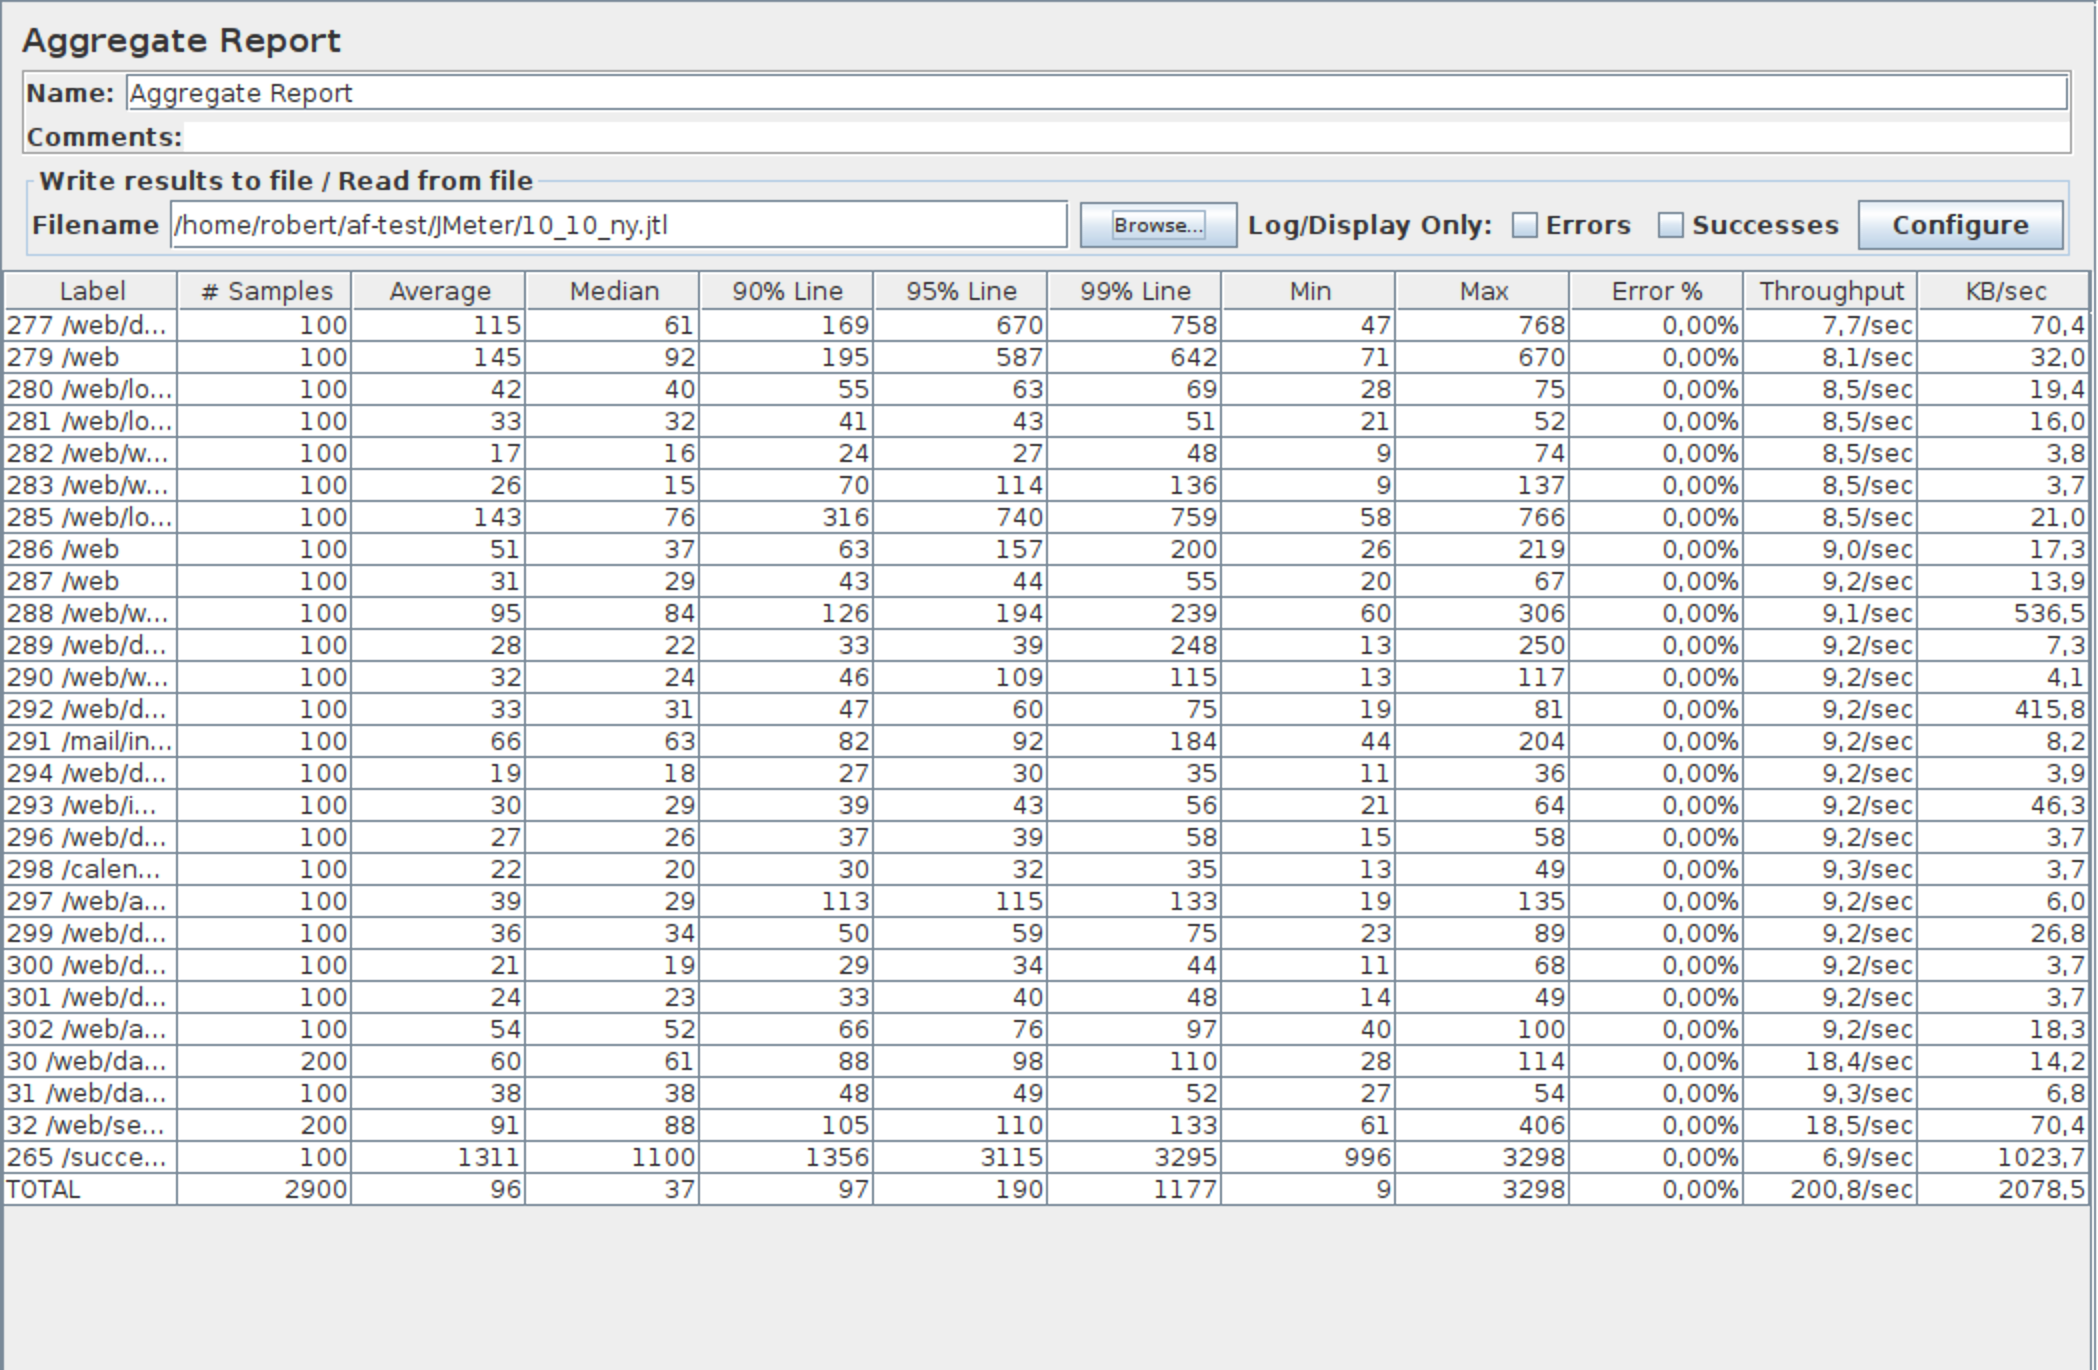 Aggregate Report
Name: Aggregate Report
Comments:
Write results to file / Read from file
Filename /home/robert/af-test/JMeter/10_10_ny.jtl Browse... Log/Display Only: Errors Successes Configure
Label # Samples Average Median 90% Line 95% Line 99% Line Min Max Error % Throughput KB/sec
277 /web/d... 100 115 61 169 670 758 47 768 0,00% 7,7/sec 70,4
279 /web 100 145 92 195 587 642 71 670 0,00% 8,1/sec 32,0
280 /web/lo... 100 42 40 55 63 69 28 75 0,00% 8,5/sec 19,4
281 /web/lo... 100 33 32 41 43 51 21 52 0,00% 8,5/sec 16,0
282 /web/w... 100 17 16 24 27 48 9 74 0,00% 8,5/sec 3,8
283 /web/w... 100 26 15 70 114 136 9 137 0,00% 8,5/sec 3,7
285 /web/lo... 100 143 76 316 740 759 58 766 0,00% 8,5/sec 21,0
286 /web 100 51 37 63 157 200 26 219 0,00% 9,0/sec 17,3
287 /web 100 31 29 43 44 55 20 67 0,00% 9,2/sec 13,9
288 /web/w... 100 95 84 126 194 239 60 306 0,00% 9,1/sec 536,5
289 /web/d... 100 28 22 33 39 248 13 250 0,00% 9,2/sec 7,3
290 /web/w... 100 32 24 46 109 115 13 117 0,00% 9,2/sec 4,1
292 /web/d... 100 33 31 47 60 75 19 81 0,00% 9,2/sec 415,8
291 /mail/in... 100 66 63 82 92 184 44 204 0,00% 9,2/sec 8,2
294 /web/d... 100 19 18 27 30 35 11 36 0,00% 9,2/sec 3,9
293 /web/i... 100 30 29 39 43 56 21 64 0,00% 9,2/sec 46,3
296 /web/d... 100 27 26 37 39 58 15 58 0,00% 9,2/sec 3,7
298 /calen... 100 22 20 30 32 35 13 49 0,00% 9,3/sec 3,7
297 /web/a... 100 39 29 113 115 133 19 135 0,00% 9,2/sec 6,0
299 /web/d... 100 36 34 50 59 75 23 89 0,00% 9,2/sec 26,8
300 /web/d... 100 21 19 29 34 44 11 68 0,00% 9,2/sec 3,7
301 /web/d... 100 24 23 33 40 48 14 49 0,00% 9,2/sec 3,7
302 /web/a... 100 54 52 66 76 97 40 100 0,00% 9,2/sec 18,3
30 /web/da... 200 60 61 88 98 110 28 114 0,00% 18,4/sec 14,2
31 /web/da... 100 38 38 48 49 52 27 54 0,00% 9,3/sec 6,8
32 /web/se... 200 91 88 105 110 133 61 406 0,00% 18,5/sec 70,4
265 /succe... 100 1311 1100 1356 3115 3295 996 3298 0,00% 6,9/sec 1023,7
TOTAL 2900 96 37 97 190 1177 9 3298 0,00% 200,8/sec 2078,5